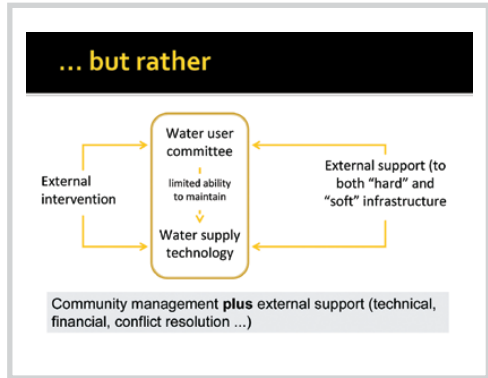 ... but rather
Water user
committee
limited ability
to maintain
Water supply
technology
External
intervention
External support (to
both “hard” and
“soft” infrastructure
Community management plus external support (technical,
financial, conflict resolution ...)